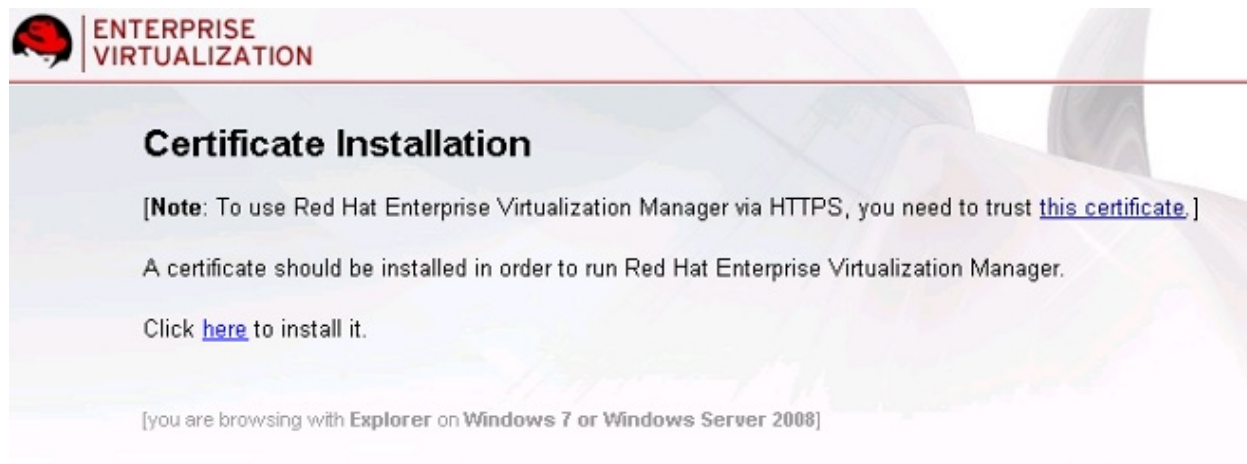 ENTERPRISE
VIRTUALIZATION
Certificate Installation
[Note: To use Red Hat Enterprise Virtualization Manager via HTTPS, you need to trust this certificate.]
A certificate should be installed in order to run Red Hat Enterprise Virtualization Manager.
Click here to install it.
[you are browsing with Explorer on Windows 7 or Windows Server 2008]